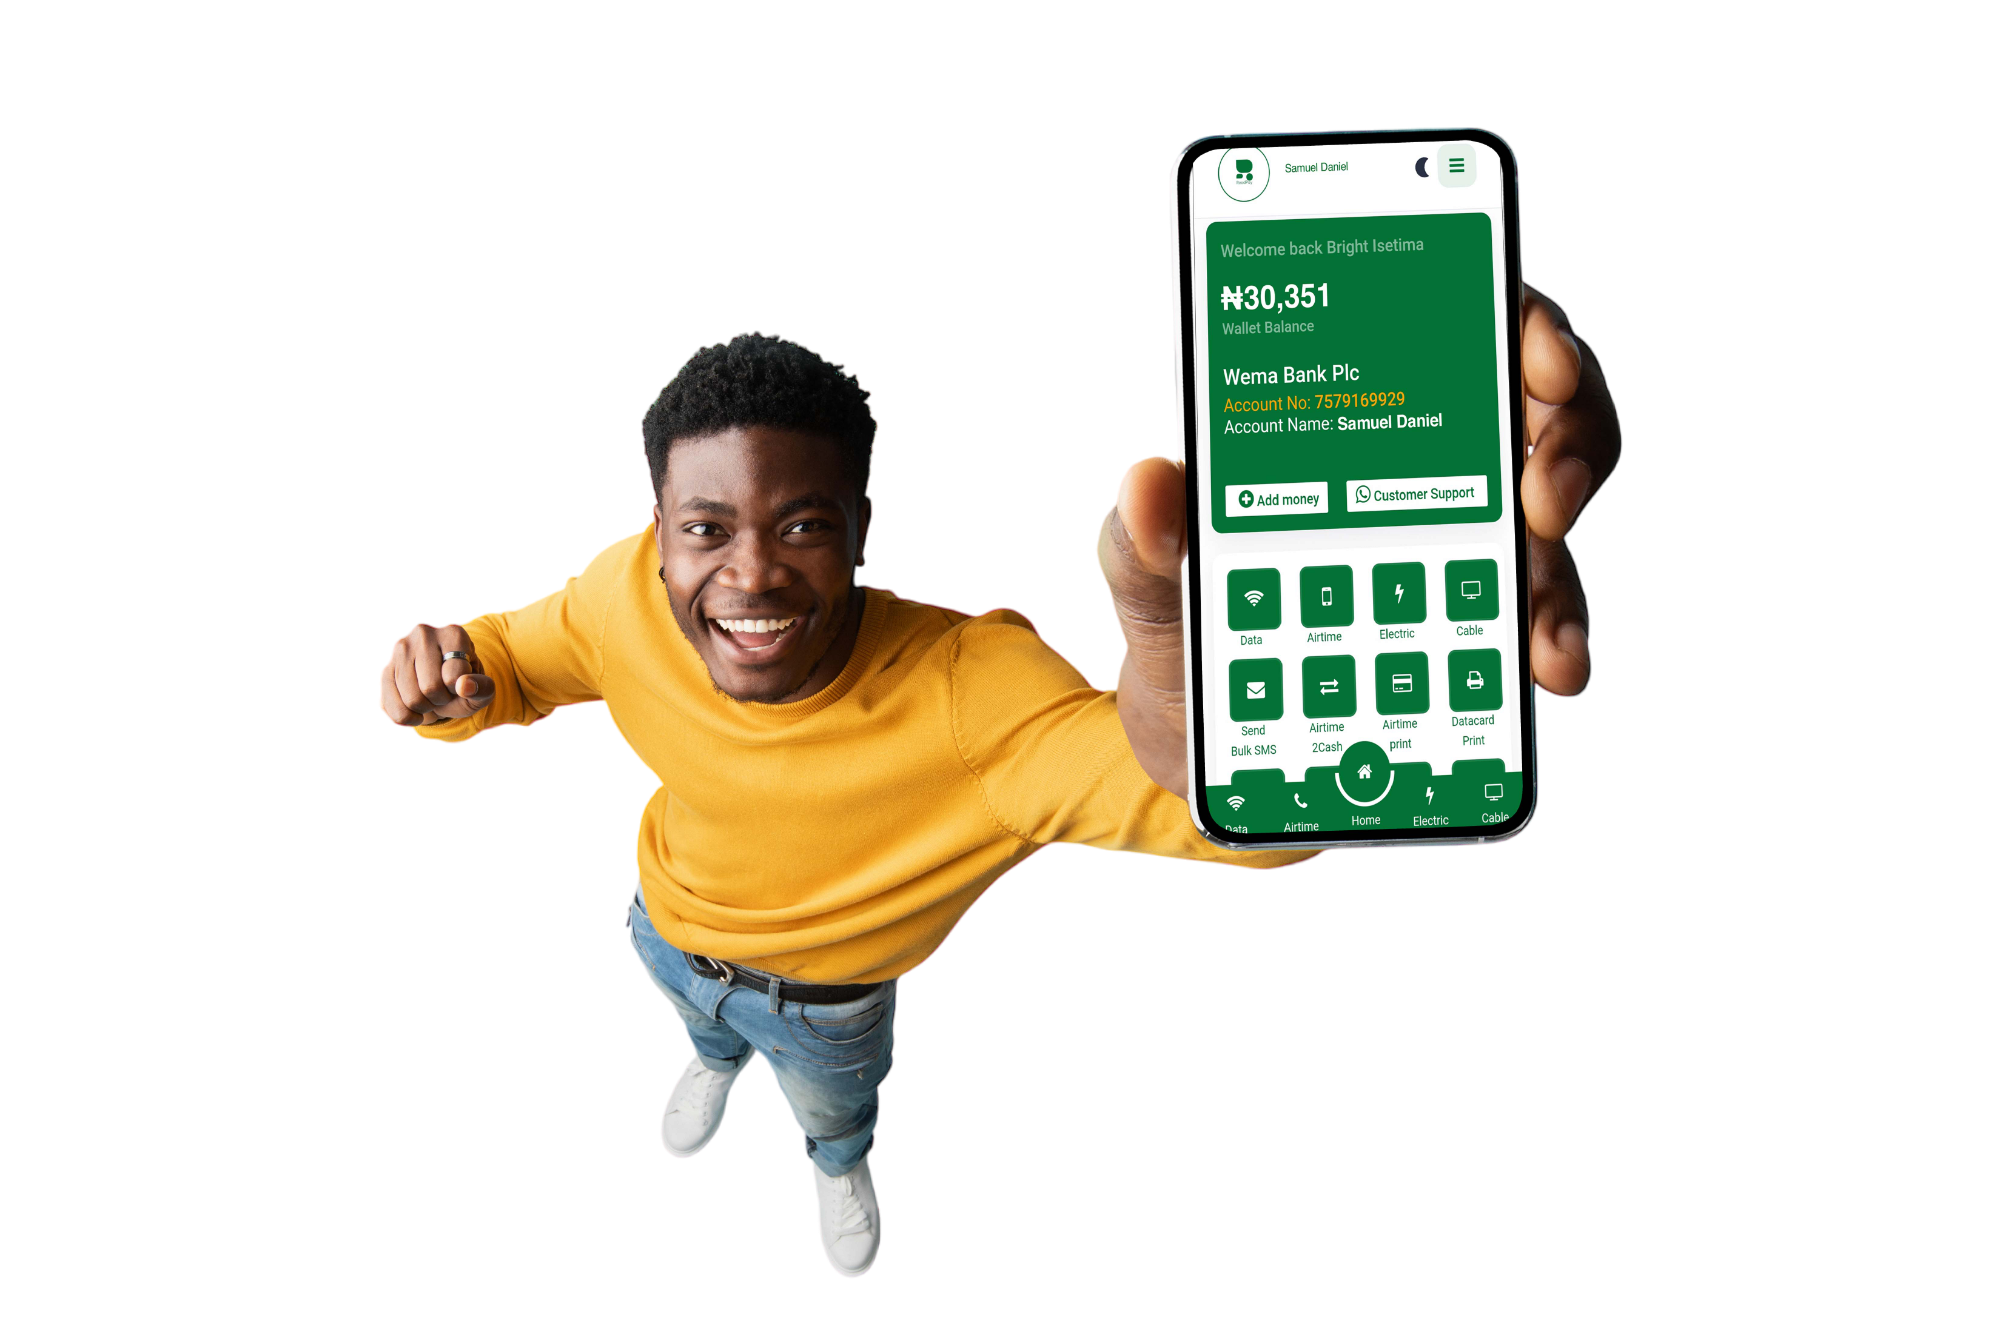 Samuel Daniel
Welcome back Bright Isetima
₦30,351
Wallet Balance
Wema Bank Plc
Account No: 7579169929
Account Name: Samuel Daniel
Add money
Customer Support
Data
Airtime
Electric
Cable
Send
Bulk SMS
Airtime
2Cash
Airtime
print
Datacard
Print
Data
Airtime
Home
Electric
Cable